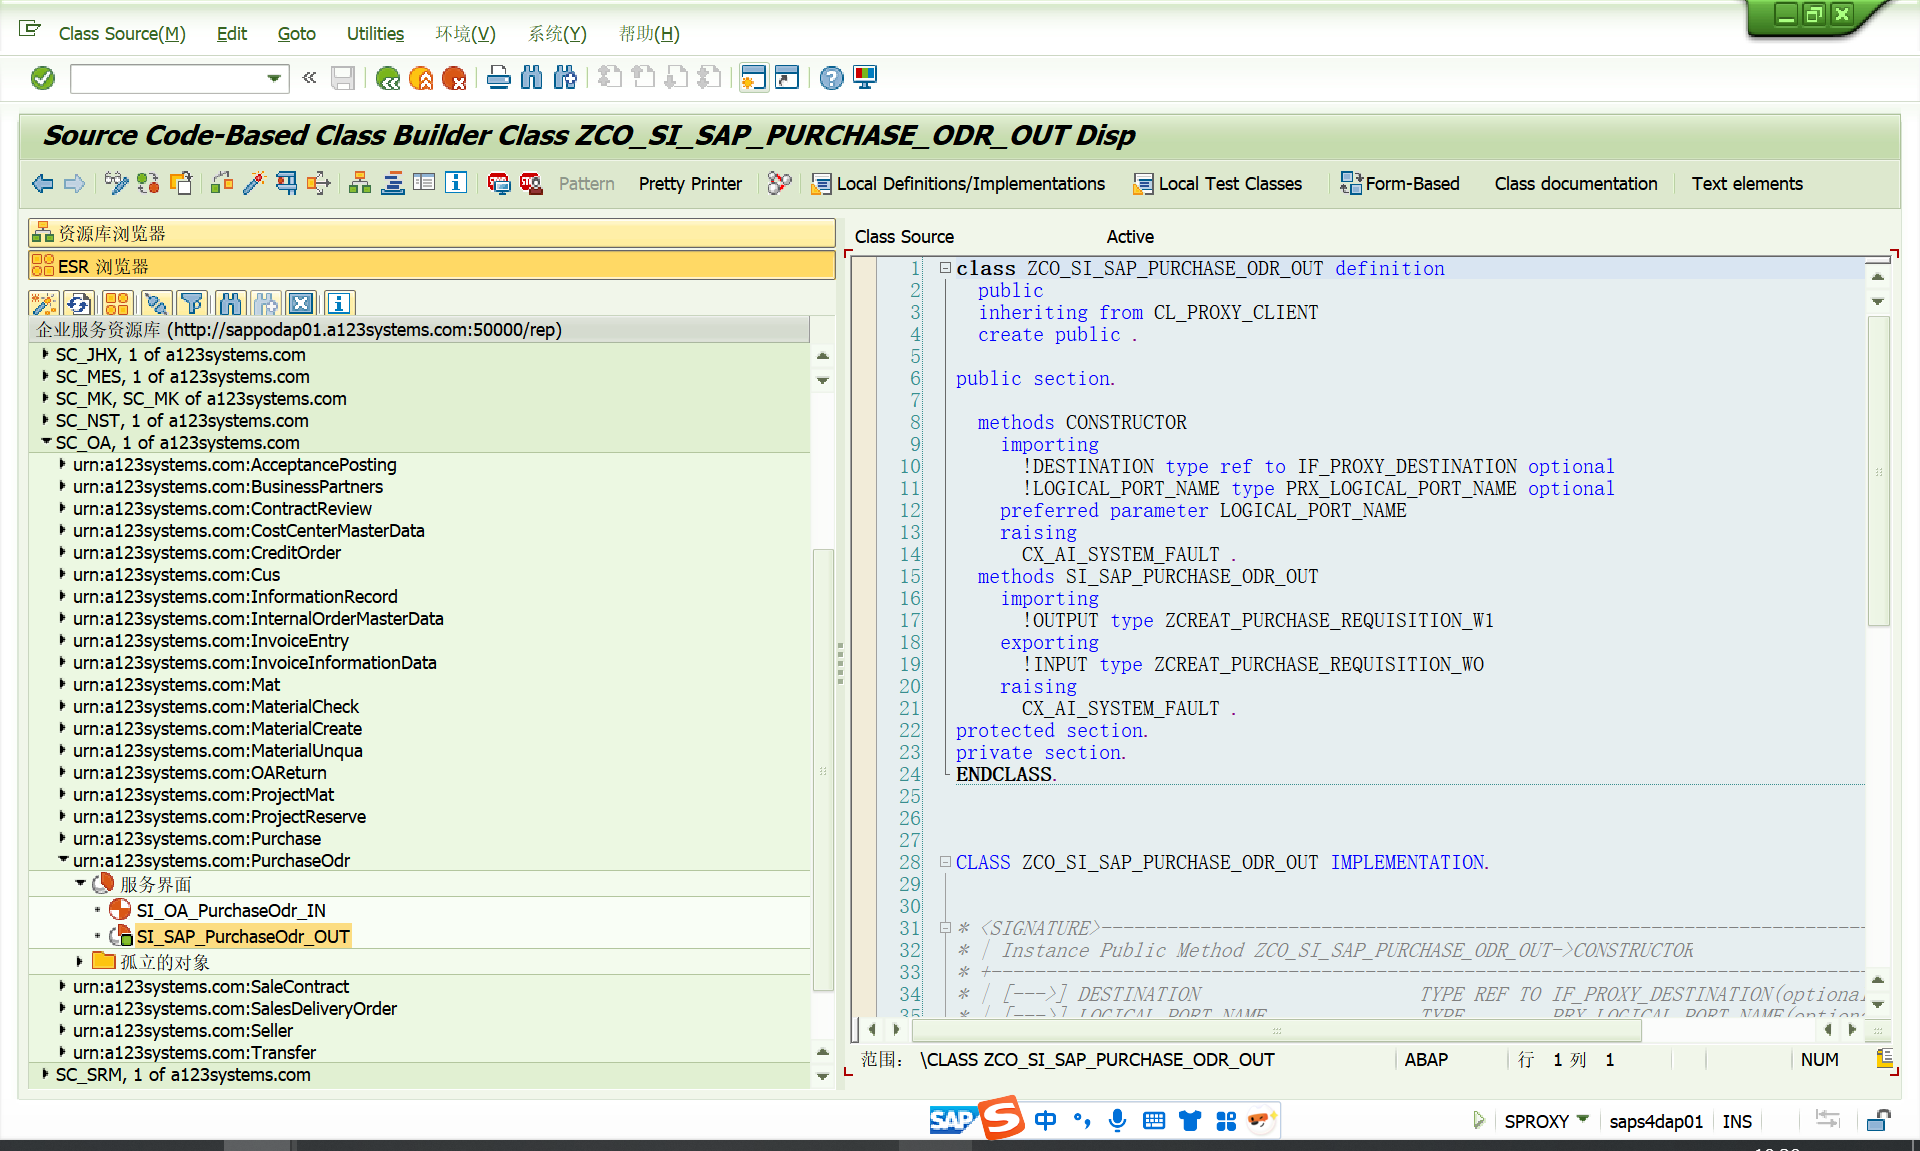 Class Source(M) Edit Goto Utilities 环境(V) 系统(Y) 帮助(H)
Source Code-Based Class Builder Class ZCO_SI_SAP_PURCHASE_ODR_OUT Disp
Pattern Pretty Printer Local Definitions/Implementations Local Test Classes Form-Based Class documentation Text elements
资源库浏览器
ESR 浏览器
企业服务资源库 (http://sappodap01.a123systems.com:50000/rep)
SC_JHX, 1 of a123systems.com
SC_MES, 1 of a123systems.com
SC_MK, SC_MK of a123systems.com
SC_NST, 1 of a123systems.com
SC_OA, 1 of a123systems.com
urn:a123systems.com:AcceptancePosting
urn:a123systems.com:BusinessPartners
urn:a123systems.com:ContractReview
urn:a123systems.com:CostCenterMasterData
urn:a123systems.com:CreditOrder
urn:a123systems.com:Cus
urn:a123systems.com:InformationRecord
urn:a123systems.com:InternalOrderMasterData
urn:a123systems.com:InvoiceEntry
urn:a123systems.com:InvoiceInformationData
urn:a123systems.com:Mat
urn:a123systems.com:MaterialCheck
urn:a123systems.com:MaterialCreate
urn:a123systems.com:MaterialUnqua
urn:a123systems.com:OAReturn
urn:a123systems.com:ProjectMat
urn:a123systems.com:ProjectReserve
urn:a123systems.com:Purchase
urn:a123systems.com:PurchaseOdr
服务界面
SI_OA_PurchaseOdr_IN
SI_SAP_PurchaseOdr_OUT
孤立的对象
urn:a123systems.com:SaleContract
urn:a123systems.com:SalesDeliveryOrder
urn:a123systems.com:Seller
urn:a123systems.com:Transfer
SC_SRM, 1 of a123systems.com
Class Source Active
1 class ZCO_SI_SAP_PURCHASE_ODR_OUT definition
2 public
3 inheriting from CL_PROXY_CLIENT
4 create public .
5
6 public section.
7
8 methods CONSTRUCTOR
9 importing
10 !DESTINATION type ref to IF_PROXY_DESTINATION optional
11 !LOGICAL_PORT_NAME type PRX_LOGICAL_PORT_NAME optional
12 preferred parameter LOGICAL_PORT_NAME
13 raising
14 CX_AI_SYSTEM_FAULT .
15 methods SI_SAP_PURCHASE_ODR_OUT
16 importing
17 !OUTPUT type ZCREAT_PURCHASE_REQUISITION_W1
18 exporting
19 !INPUT type ZCREAT_PURCHASE_REQUISITION_WO
20 raising
21 CX_AI_SYSTEM_FAULT .
22 protected section.
23 private section.
24 ENDCLASS.
25
26
27
28 CLASS ZCO_SI_SAP_PURCHASE_ODR_OUT IMPLEMENTATION.
29
30
31 * <SIGNATURE>---------------------------------------------------------------------
32 * | Instance Public Method ZCO_SI_SAP_PURCHASE_ODR_OUT->CONSTRUCTOR
33 * +-------------------------------------------------------------------------------
34 * | [--->] DESTINATION TYPE REF TO IF_PROXY_DESTINATION(optional
35 * | [--->] LOGICAL_PORT_NAME TYPE PRX_LOGICAL_PORT_NAME(optional
范围: \CLASS ZCO_SI_SAP_PURCHASE_ODR_OUT ABAP 行 1 列 1 NUM
SAP S 中
SPROXY saps4dap01 INS